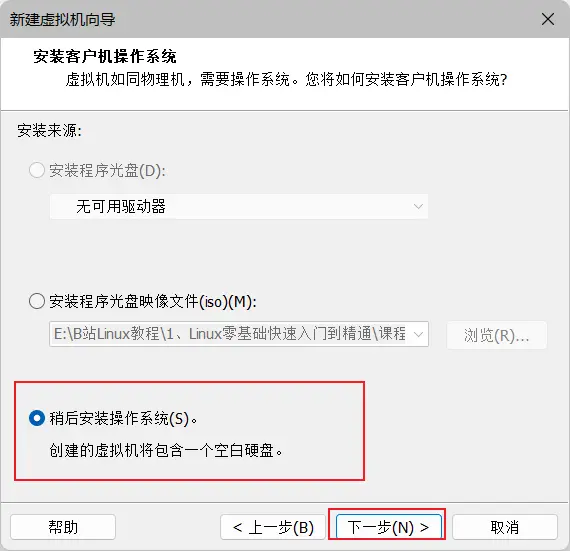 新建虚拟机向导
安装客户机操作系统
虚拟机如同物理机，需要操作系统。您将如何安装客户机操作系统?
安装来源:
安装程序光盘(D):
无可用驱动器
安装程序光盘映像文件(iso)(M):
E:\B站Linux教程\1、Linux零基础快速入门到精通\课程
浏览(R)...
稍后安装操作系统(S)。
创建的虚拟机将包含一个空白硬盘。
帮助
< 上一步(B)
下一步(N) >
取消